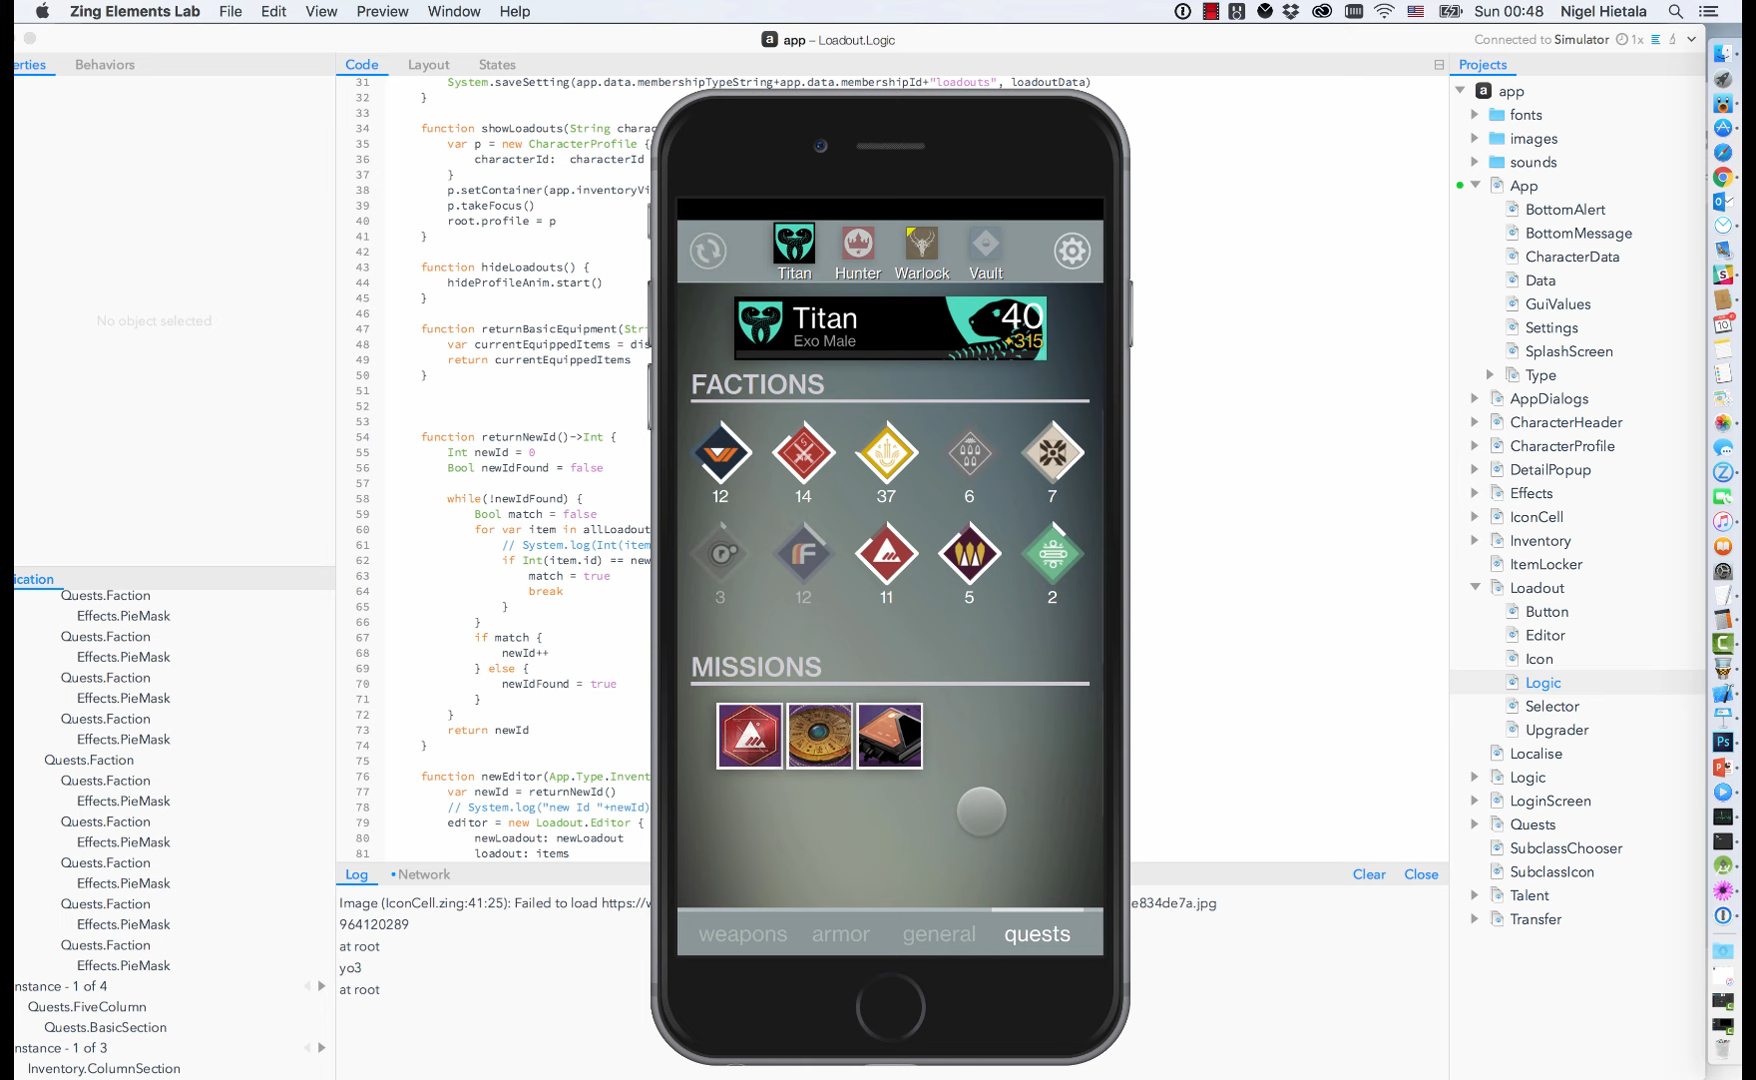 Zing Elements Lab File Edit View Preview Window Help
Sun 00:48 Nigel Hietala
app – Loadout.Logic
Connected to Simulator 1x
erties Behaviors
Code Layout States
Projects
No object selected
31 System.saveSetting(app.data.membershipTypeString+app.data.membershipId+"loadouts", loadoutData)
32 }
33
34 function showLoadouts(String chara
35 var p = new CharacterProfile {
36 characterId: characterId
37 }
38 p.setContainer(app.inventoryVi
39 p.takeFocus()
40 root.profile = p
41 }
42
43 function hideLoadouts() {
44 hideProfileAnim.start()
45 }
46
47 function returnBasicEquipment(Stri
48 var currentEquippedItems = dis
49 return currentEquippedItems
50 }
51
52
53
54 function returnNewId()->Int {
55 Int newId = 0
56 Bool newIdFound = false
57
58 while(!newIdFound) {
59 Bool match = false
60 for var item in allLoadout
61 // System.log(Int(item
62 if Int(item.id) == new
63 match = true
64 break
65 }
66 }
67 if match {
68 newId++
69 } else {
70 newIdFound = true
71 }
72 }
73 return newId
74 }
75
76 function newEditor(App.Type.Invent
77 var newId = returnNewId()
78 // System.log("new Id "+newId)
79 editor = new Loadout.Editor {
80 newLoadout: newLoadout
81 loadout: items
Titan Hunter Warlock Vault
Titan
Exo Male
40
315
FACTIONS
12 14 37 6 7
3 12 11 5 2
MISSIONS
weapons armor general quests
app
fonts
images
sounds
App
BottomAlert
BottomMessage
CharacterData
Data
GuiValues
Settings
SplashScreen
Type
AppDialogs
CharacterHeader
CharacterProfile
DetailPopup
Effects
IconCell
Inventory
ItemLocker
Loadout
Button
Editor
Icon
Logic
Selector
Upgrader
Localise
Logic
LoginScreen
Quests
SubclassChooser
SubclassIcon
Talent
Transfer
ication
Quests.Faction
Effects.PieMask
Quests.Faction
Effects.PieMask
Quests.Faction
Effects.PieMask
Quests.Faction
Effects.PieMask
Quests.Faction
Quests.Faction
Effects.PieMask
Quests.Faction
Effects.PieMask
Quests.Faction
Effects.PieMask
Quests.Faction
Effects.PieMask
Quests.Faction
Effects.PieMask
nstance - 1 of 4
Quests.FiveColumn
Quests.BasicSection
nstance - 1 of 3
Inventory.ColumnSection
Log Network Clear Close
Image (IconCell.zing:41:25): Failed to load https://w
e834de7a.jpg
964120289
at root
yo3
at root